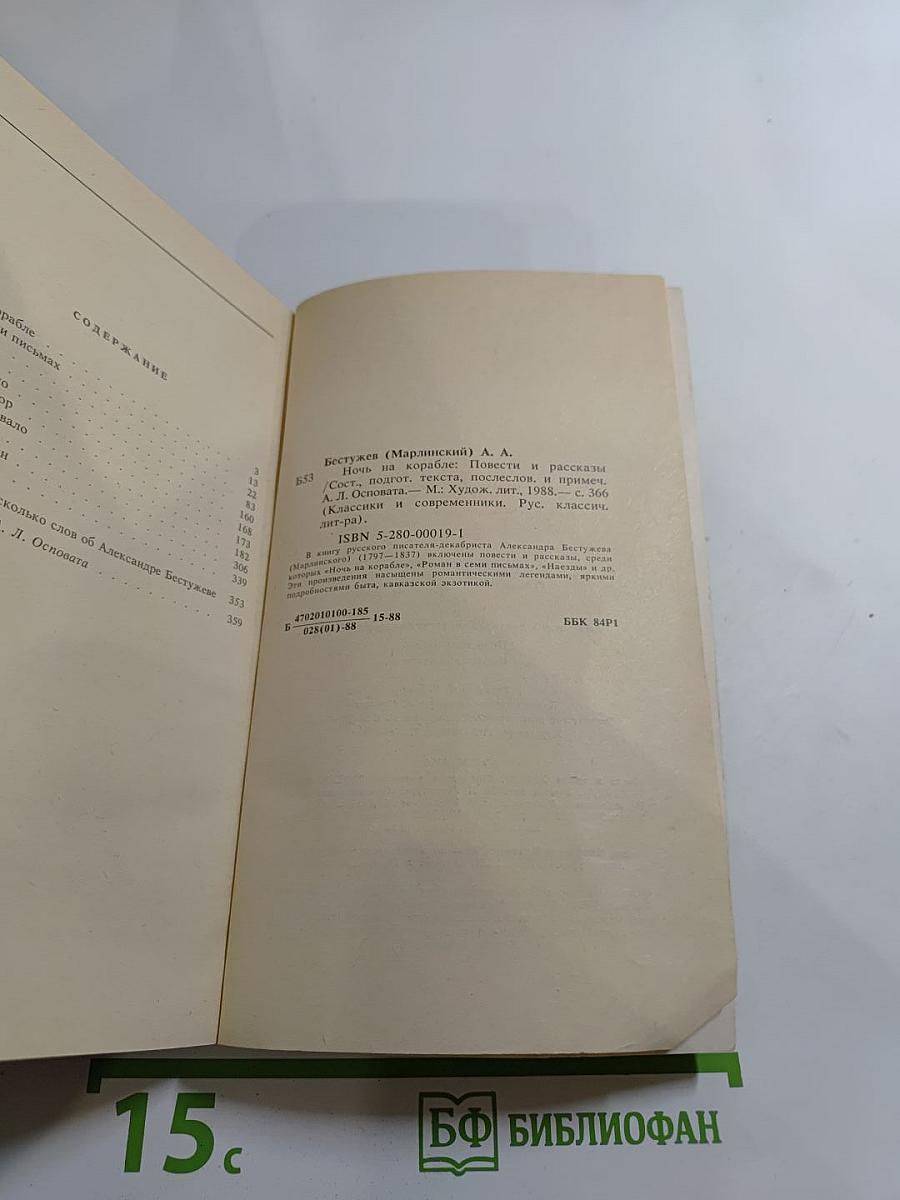 СОДЕРЖАНИЕ
орабле
и письмах
3
13
22
83
160
168
173
182
306
339
сколько слов об Александре Бестужеве 353
Л. Осповата 359
Бестужев (Марлинский) А. А.
Б53 Ночь на корабле: Повести и рассказы
/Сост., подгот. текста, послеслов. и примеч.
А. Л. Осповата.— М.: Худож. лит., 1988.— с. 366
(Классики и современники. Рус. классич.
лит-ра).
ISBN 5-280-00019-1
В книгу русского писателя-декабриста Александра Бестужева
(Марлинского) (1797—1837) включены повести и рассказы, среди
которых «Ночь на корабле», «Роман в семи письмах», «Наезды» и др.
Эти произведения насыщены романтическими легендами, яркими
подробностями быта, кавказской экзотикой.
Б 4702010100-185 15-88
028(01)-88
ББК 84Р1
15 с
БФ БИБЛИОФАН